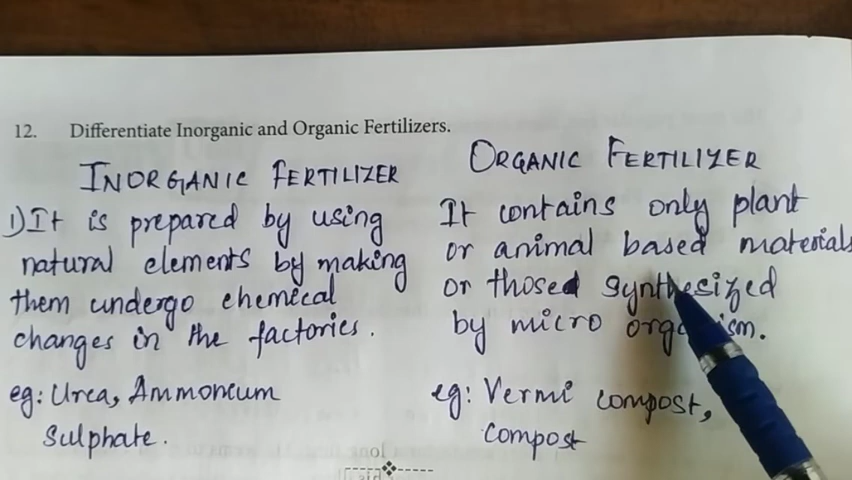 12. Differentiate Inorganic and Organic Fertilizers.
INORGANIC FERTILIZER
1) It is prepared by using
natural elements by making
them undergo chemical
changes in the factories.
eg: Urea, Ammonium
Sulphate.
ORGANIC FERTILIZER
It contains only plant
or animal based materials
or those synthesized
by micro organism.
eg: Vermi compost,
compost